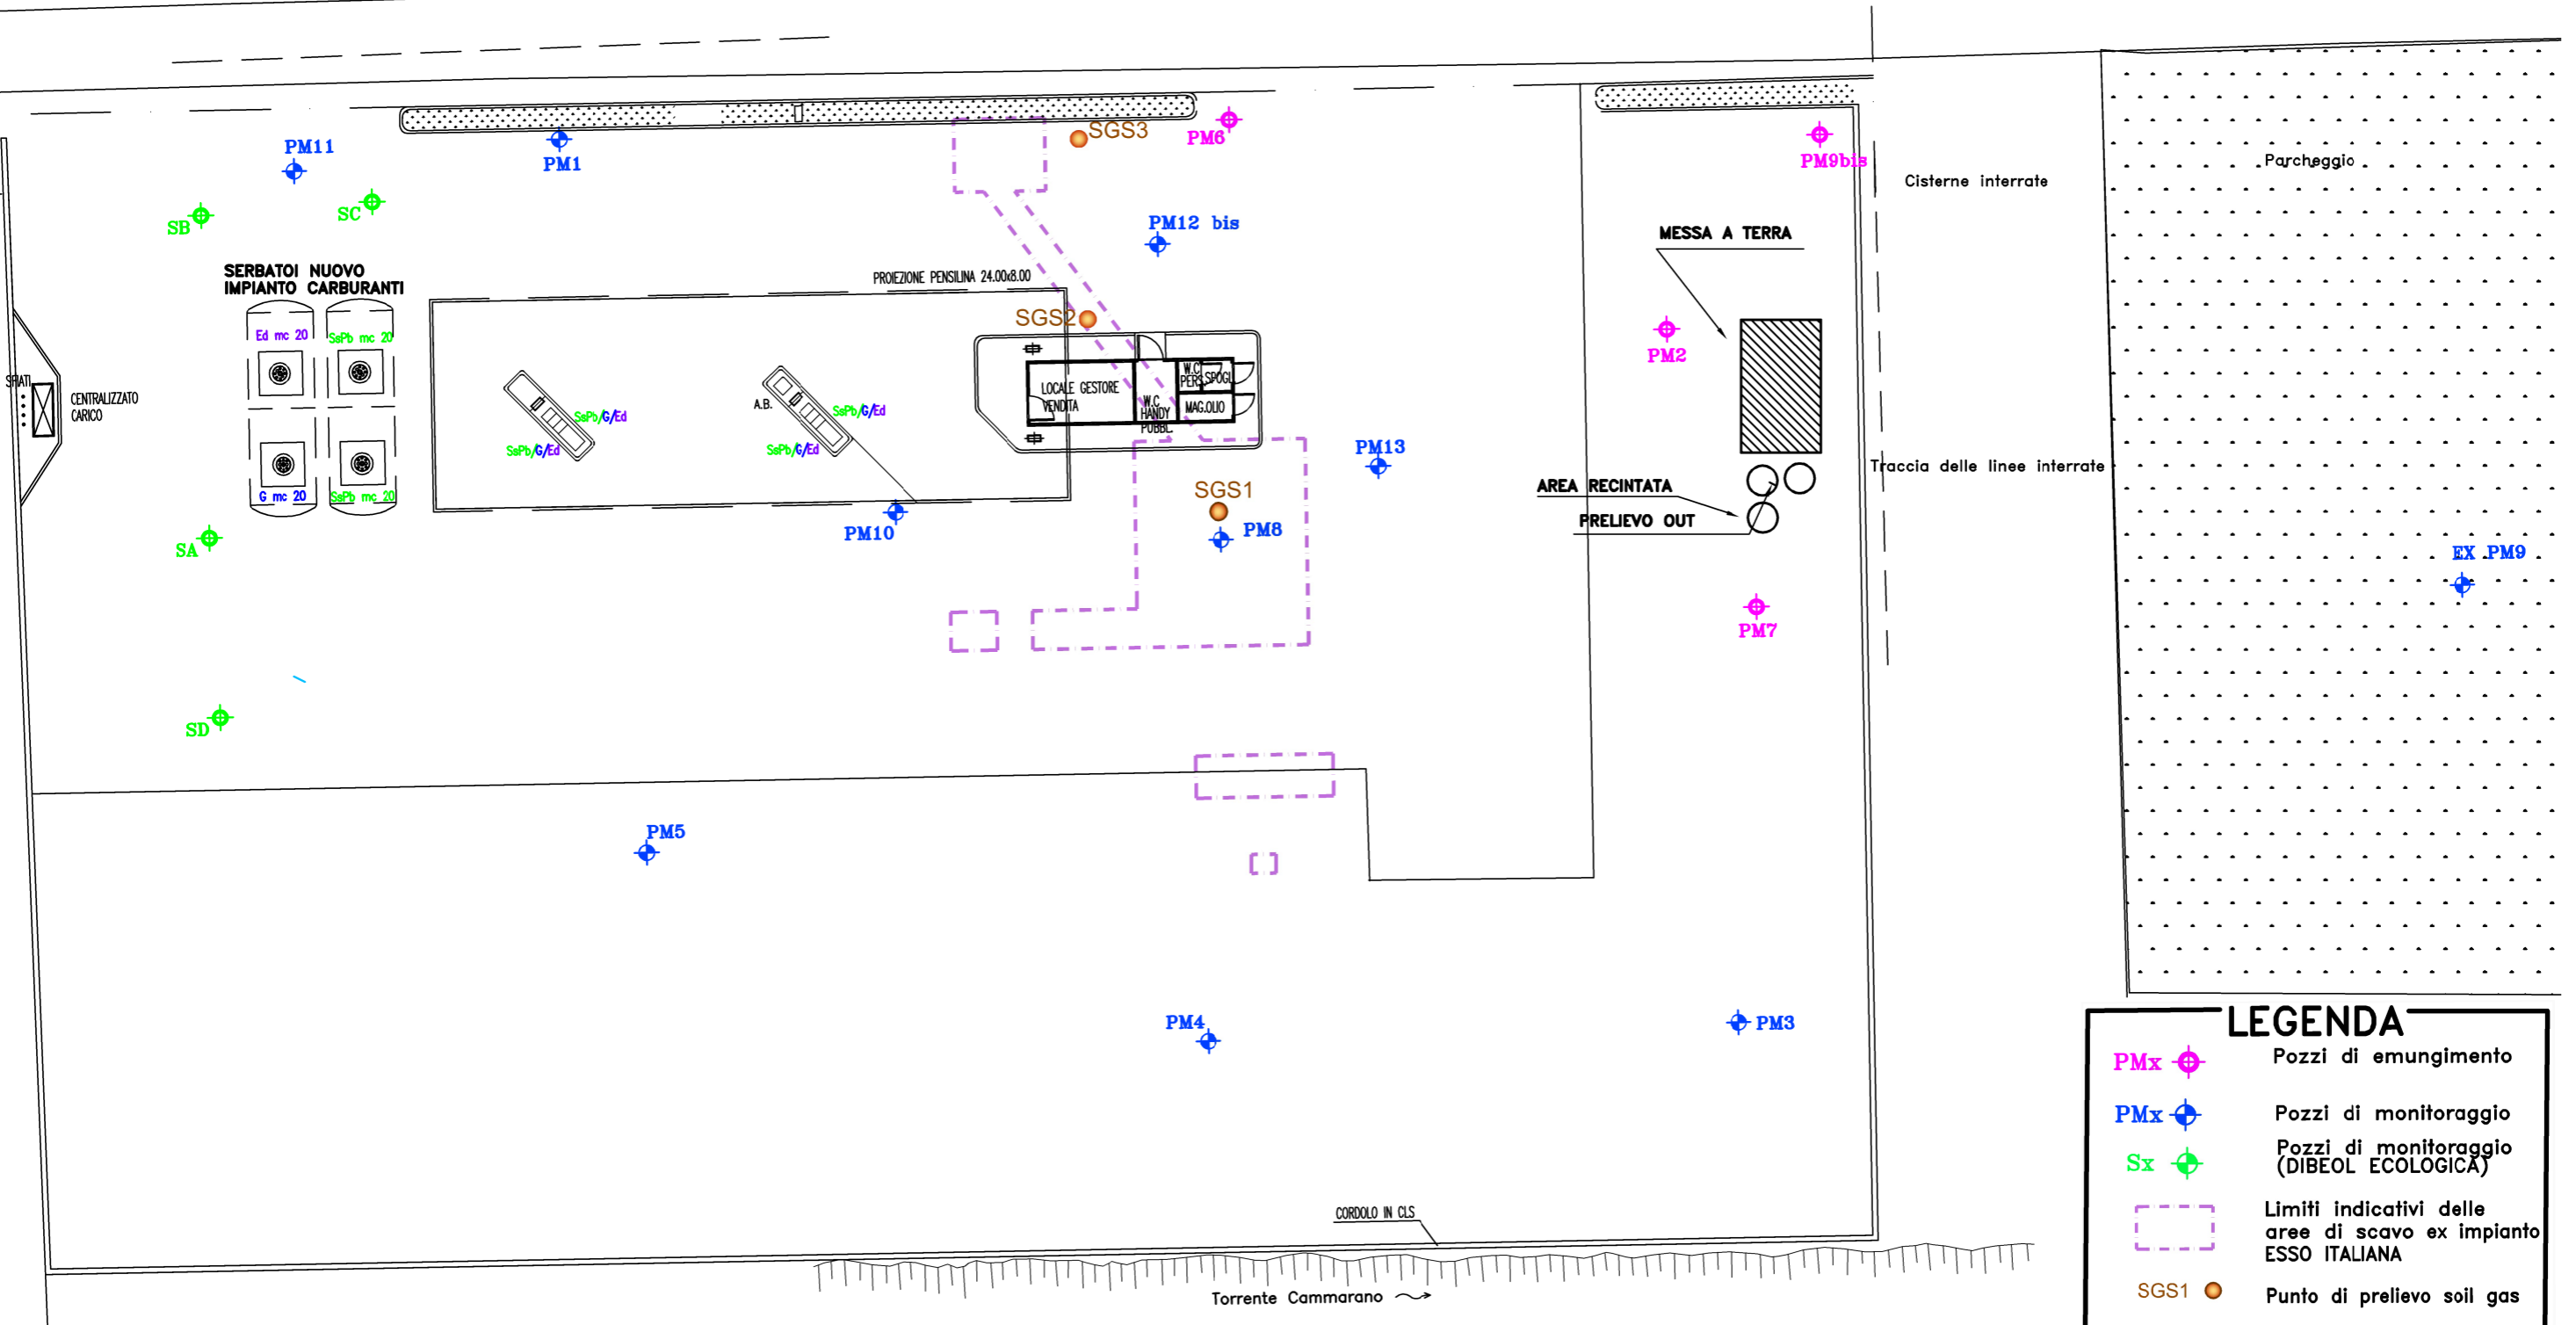 SGS3
PM6
PM11
PM1
PM9bis
Parcheggio
Cisterne interrate
SB
SC
PM12 bis
MESSA A TERRA
SERBATOI NUOVO
IMPIANTO CARBURANTI
PROIEZIONE PENSILINA 24.00x8.00
Ed mc 20
SsPb mc 20
SGS2
PM2
SFIATI
CENTRALIZZATO
CARICO
LOCALE GESTORE
VENDITA
W.C
PERS.
SPOGL.
W.C
HANDY
PUBBL.
MAG.OLIO
A.B.
SsPb/G/Ed
SsPb/G/Ed
SsPb/G/Ed
SsPb/G/Ed
PM13
Traccia delle linee interrate
G mc 20
SsPb mc 20
SGS1
AREA RECINTATA
PRELIEVO OUT
PM10
PM8
SA
EX PM9
PM7
SD
PM5
PM4
PM3
CORDOLO IN CLS
Torrente Cammarano
LEGENDA
PMx Pozzi di emungimento
PMx Pozzi di monitoraggio
Sx Pozzi di monitoraggio
(DIBEOL ECOLOGICA)
Limiti indicativi delle
aree di scavo ex impianto
ESSO ITALIANA
SGS1 Punto di prelievo soil gas